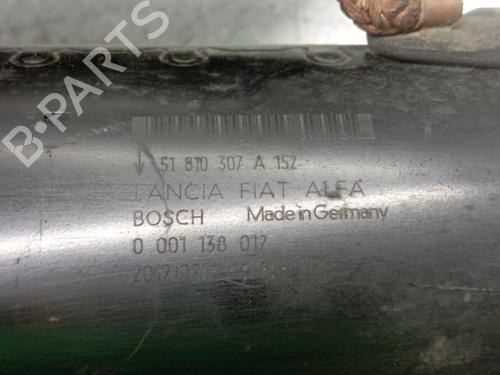 B-PARTS
51 810 307 A 152
LANCIA FIAT ALFA
BOSCH Made in Germany
0 001 138 017